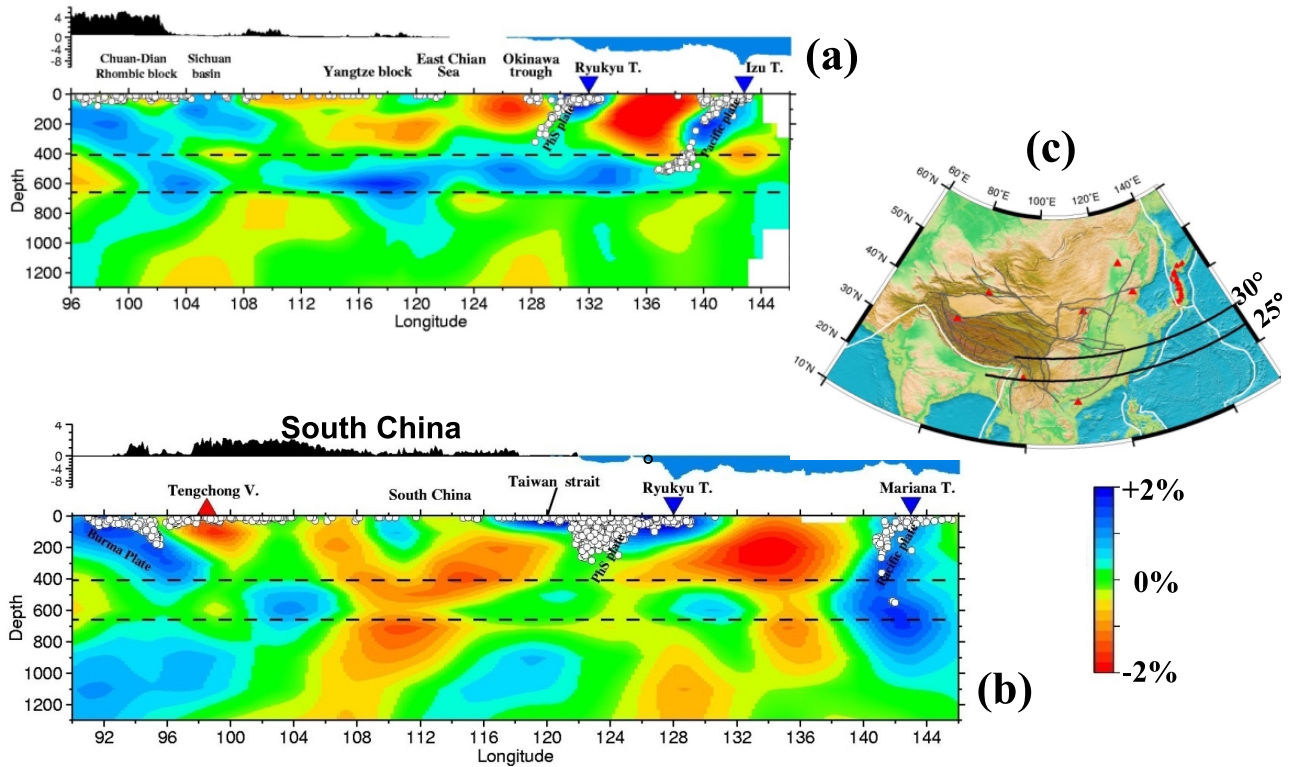 (a)
4
0
-4
-8
Chuan-Dian
Rhombic block
Sichuan
basin
Yangtze block
East Chian
Sea
Okinawa
trough
Ryukyu T.
Izu T.
0
200
400
600
800
1000
1200
Depth
PhS plate
Pacific plate
96 100 104 108 112 116 120 124 128 132 136 140 144
Longitude
(c)
60°N
50°N
40°N
30°N
20°N
10°N
60°E
80°E
100°E
120°E
140°E
30°
25°
South China
4
0
-4
-8
Tengchong V.
South China
Taiwan strait
Ryukyu T.
Mariana T.
0
200
400
600
800
1000
1200
Depth
Burma Plate
PhS plate
Pacific plate
92 96 100 104 108 112 116 120 124 128 132 136 140 144
Longitude
(b)
+2%
0%
-2%